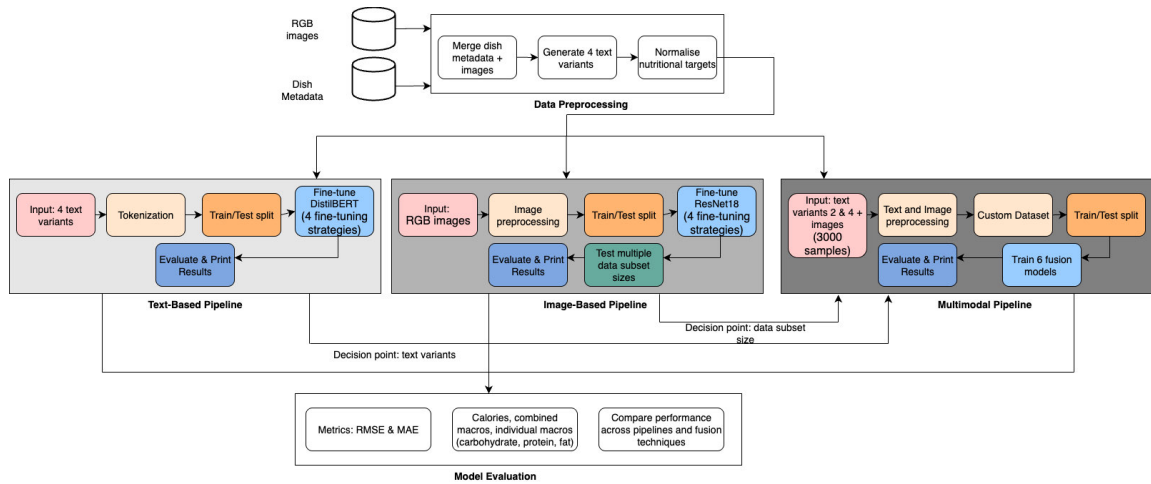 RGB
images
Dish
Metadata
Merge dish
metadata +
images
Generate 4 text
variants
Normalise
nutritional targets
Data Preprocessing
Input: 4 text
variants
Tokenization
Train/Test split
Fine-tune
DistilBERT
(4 fine-tuning
strategies)
Evaluate & Print
Results
Text-Based Pipeline
Input:
RGB images
Image
preprocessing
Train/Test split
Fine-tune
ResNet18
(4 fine-tuning
strategies)
Evaluate & Print
Results
Test multiple
data subset
sizes
Image-Based Pipeline
Input: text
variants 2 & 4 +
images
(3000
samples)
Text and Image
preprocessing
Custom Dataset
Train/Test split
Evaluate & Print
Results
Train 6 fusion
models
Multimodal Pipeline
Decision point: data subset
size
Decision point: text variants
Metrics: RMSE & MAE
Calories, combined
macros, individual macros
(carbohydrate, protein, fat)
Compare performance
across pipelines and fusion
techniques
Model Evaluation